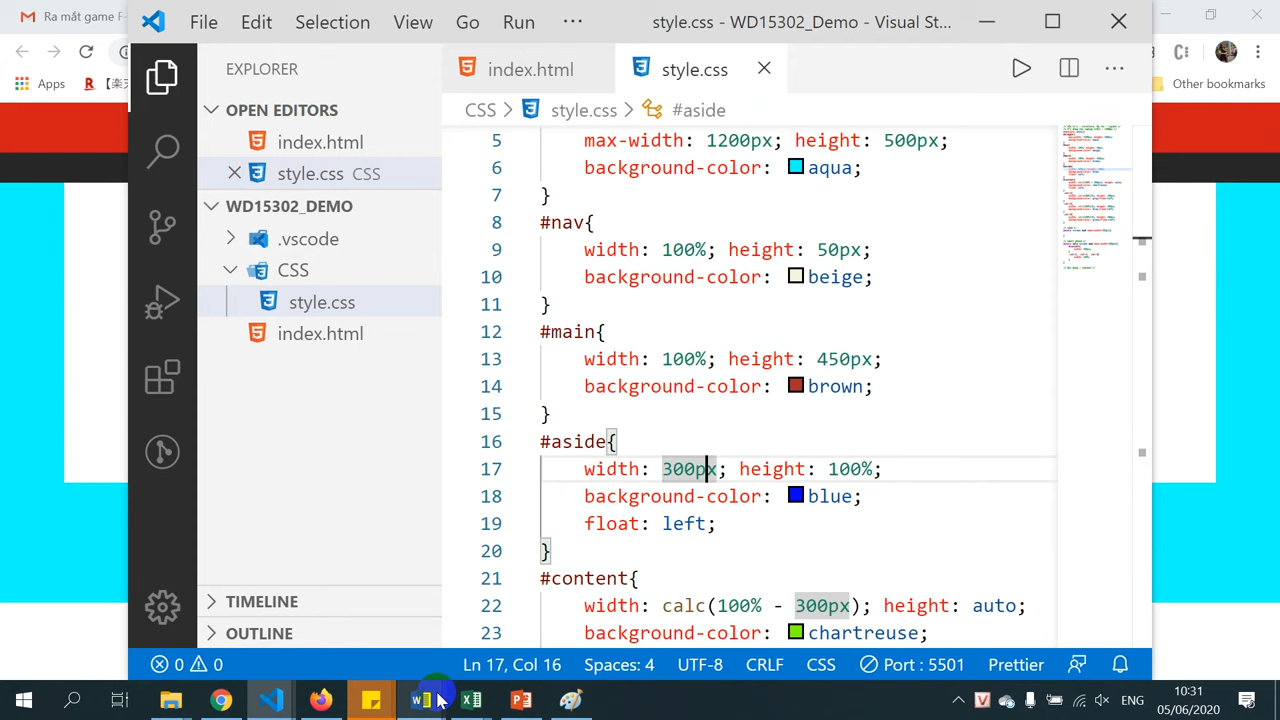 Ra mắt game F
File Edit Selection View Go Run ···
style.css - WD15302_Demo - Visual St...
Apps
Other bookmarks
EXPLORER
index.html
style.css
OPEN EDITORS
CSS > style.css > #aside
index.html
style.css CSS
WD15302_DEMO
.vscode
CSS
style.css
index.html
5 max-width: 1200px; height: 500px;
6 background-color: aqua;
7
8 nav{
9 width: 100%; height: 50px;
10 background-color: beige;
11 }
12 #main{
13 width: 100%; height: 450px;
14 background-color: brown;
15 }
16 #aside{
17 width: 300px; height: 100%;
18 background-color: blue;
19 float: left;
20 }
21 #content{
22 width: calc(100% - 300px); height: auto;
23 background-color: chartreuse;
TIMELINE
OUTLINE
0 0 Ln 17, Col 16 Spaces: 4 UTF-8 CRLF CSS Port : 5501 Prettier
ENG
10:31
05/06/2020